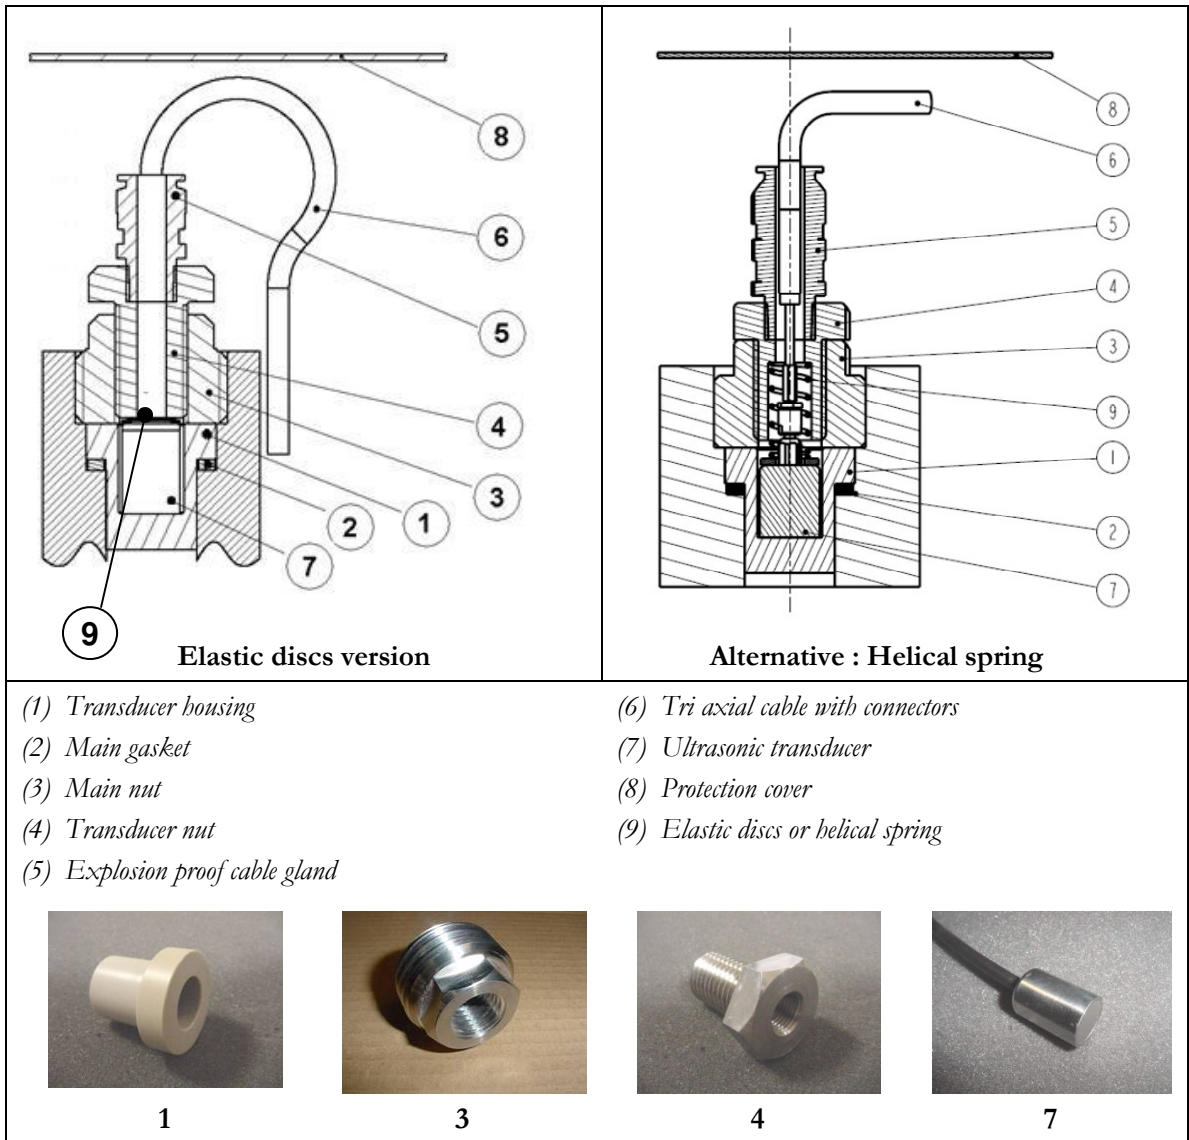 8
6
5
4
3
1
2
7
9
Elastic discs version
8
6
5
4
3
9
1
2
7
Alternative : Helical spring
(1) Transducer housing
(2) Main gasket
(3) Main nut
(4) Transducer nut
(5) Explosion proof cable gland
(6) Tri axial cable with connectors
(7) Ultrasonic transducer
(8) Protection cover
(9) Elastic discs or helical spring
1
3
4
7